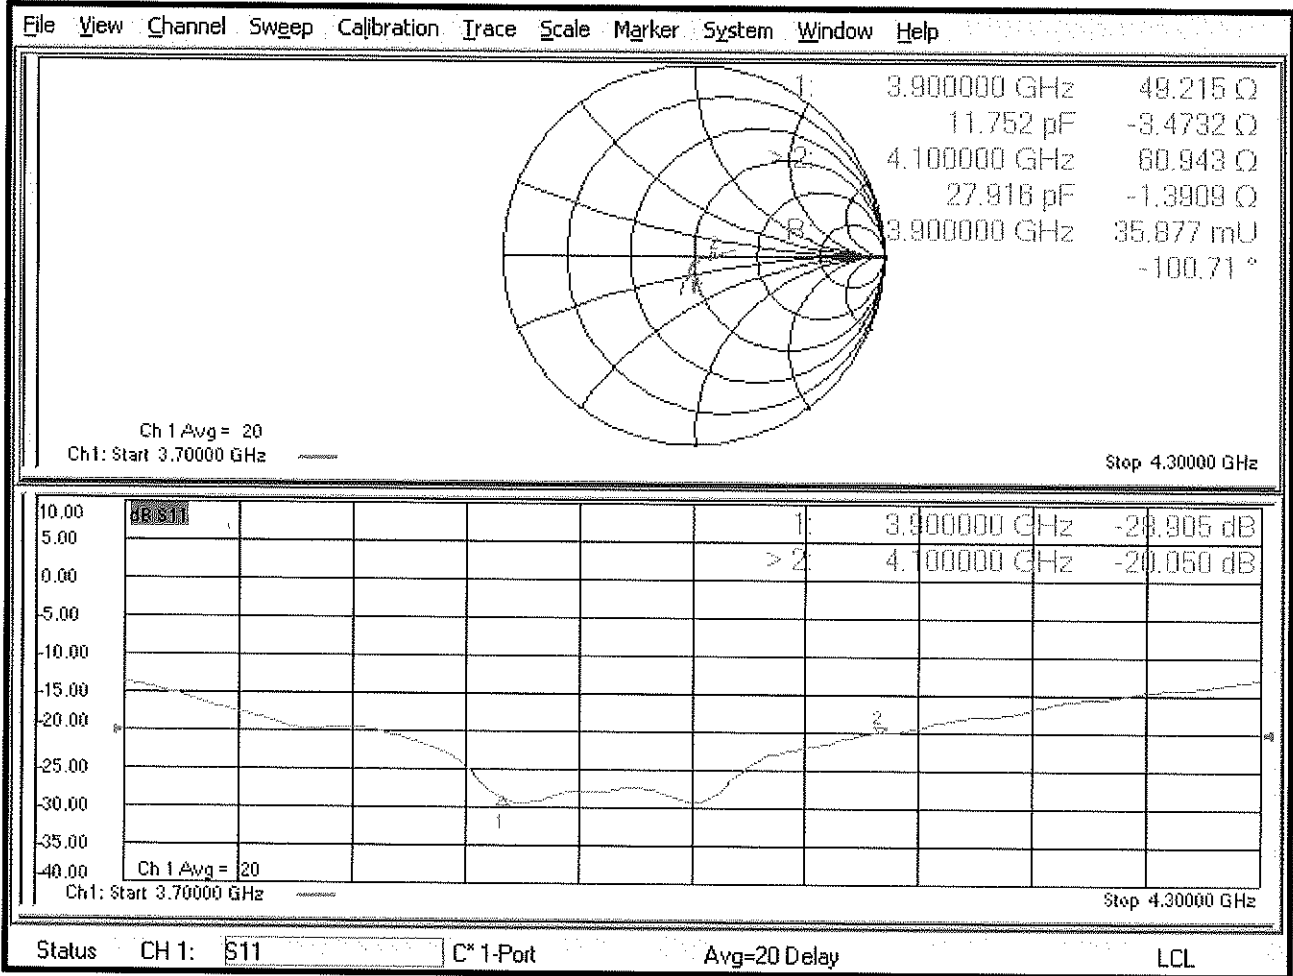 File View Channel Sweep Calibration Trace Scale Marker System Window Help
1: 3.900000 GHz 49.215 Ω
11.752 pF -3.4732 Ω
> 2: 4.100000 GHz 60.943 Ω
27.916 pF -1.3909 Ω
R 3.900000 GHz 35.877 mU
-100.71 °
2
Ch 1 Avg = 20
Ch1: Start 3.70000 GHz
Stop 4.30000 GHz
10.00 dB S11
1: 3.900000 GHz -28.905 dB
5.00
> 2: 4.100000 GHz -20.050 dB
0.00
-5.00
-10.00
-15.00
-20.00
2
-25.00
-30.00
1
-35.00
-40.00
Ch 1 Avg = 20
Ch1: Start 3.70000 GHz
Stop 4.30000 GHz
Status CH 1: S11 C* 1-Port Avg=20 Delay LCL